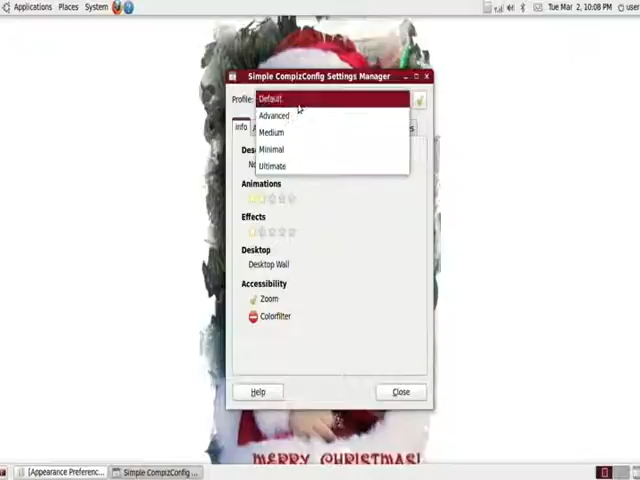 Applications Places System
Tue Mar 2, 10:08 PM user
Simple CompizConfig Settings Manager
Profile: Default
Advanced
Medium
Minimal
Ultimate
Info
Animations
Effects
Desktop
Desktop Wall
Accessibility
Zoom
Colorfilter
Help Close
MERRY CHRISTMAS!
[Appearance Preferenc... Simple CompizConfig ...